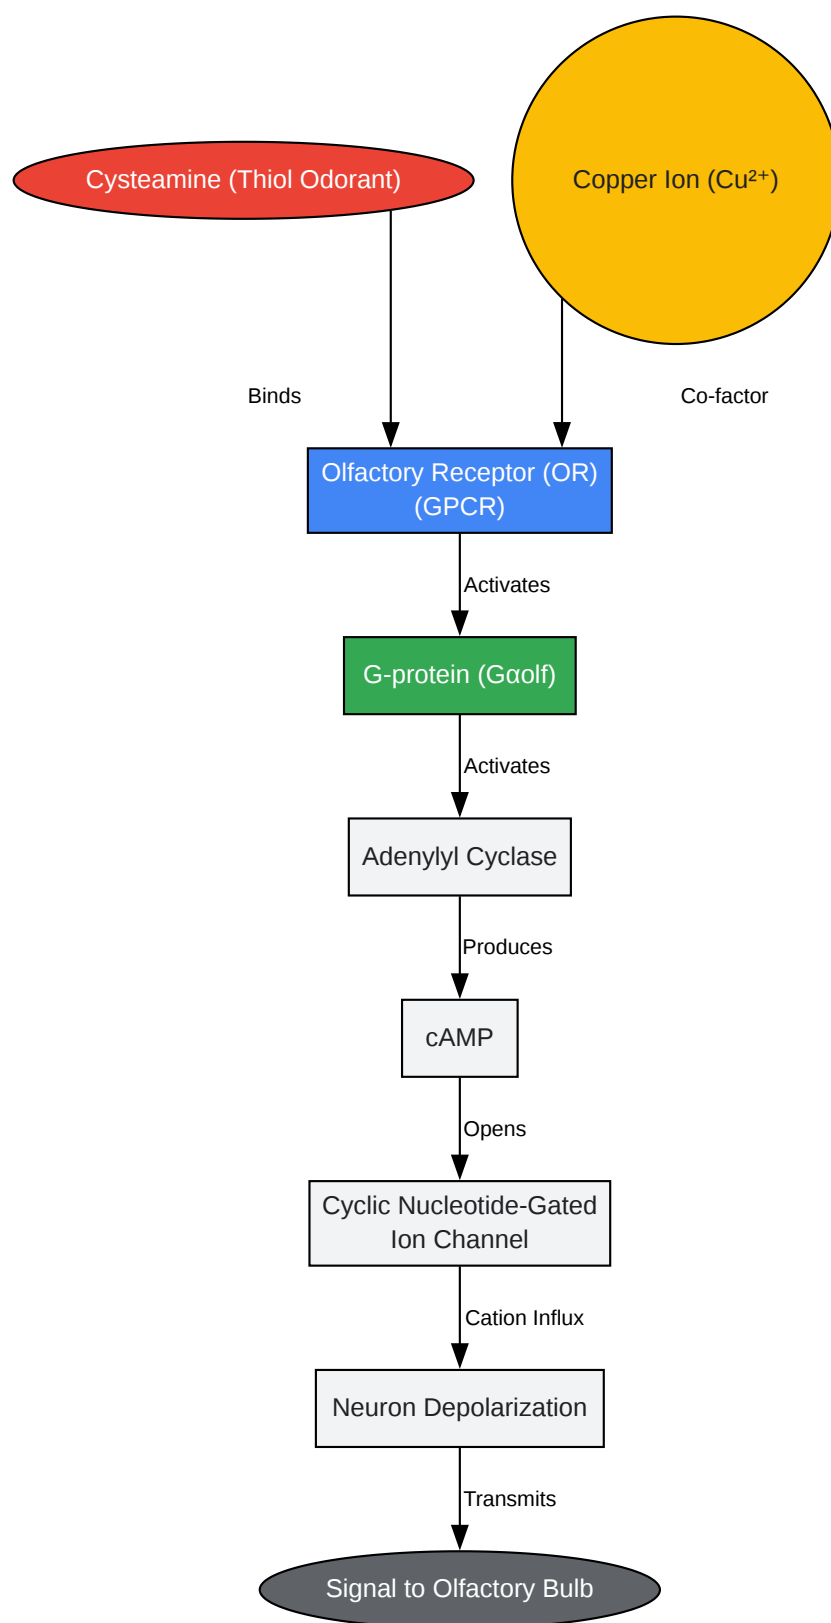 Cysteamine (Thiol Odorant)
Copper Ion (Cu²⁺)
Binds
Co-factor
Olfactory Receptor (OR)
(GPCR)
Activates
G-protein (Gαolf)
Activates
Adenylyl Cyclase
Produces
cAMP
Opens
Cyclic Nucleotide-Gated
Ion Channel
Cation Influx
Neuron Depolarization
Transmits
Signal to Olfactory Bulb